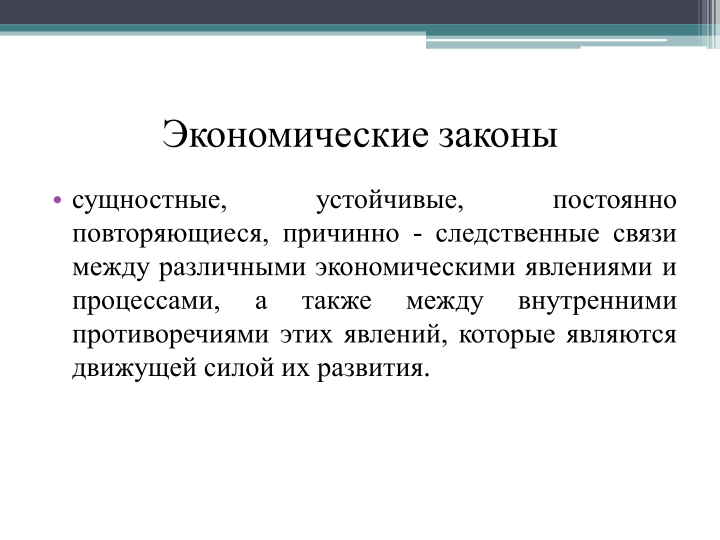 Экономические законы
• сущностные, устойчивые, постоянно
повторяющиеся, причинно - следственные связи
между различными экономическими явлениями и
процессами, а также между внутренними
противоречиями этих явлений, которые являются
движущей силой их развития.